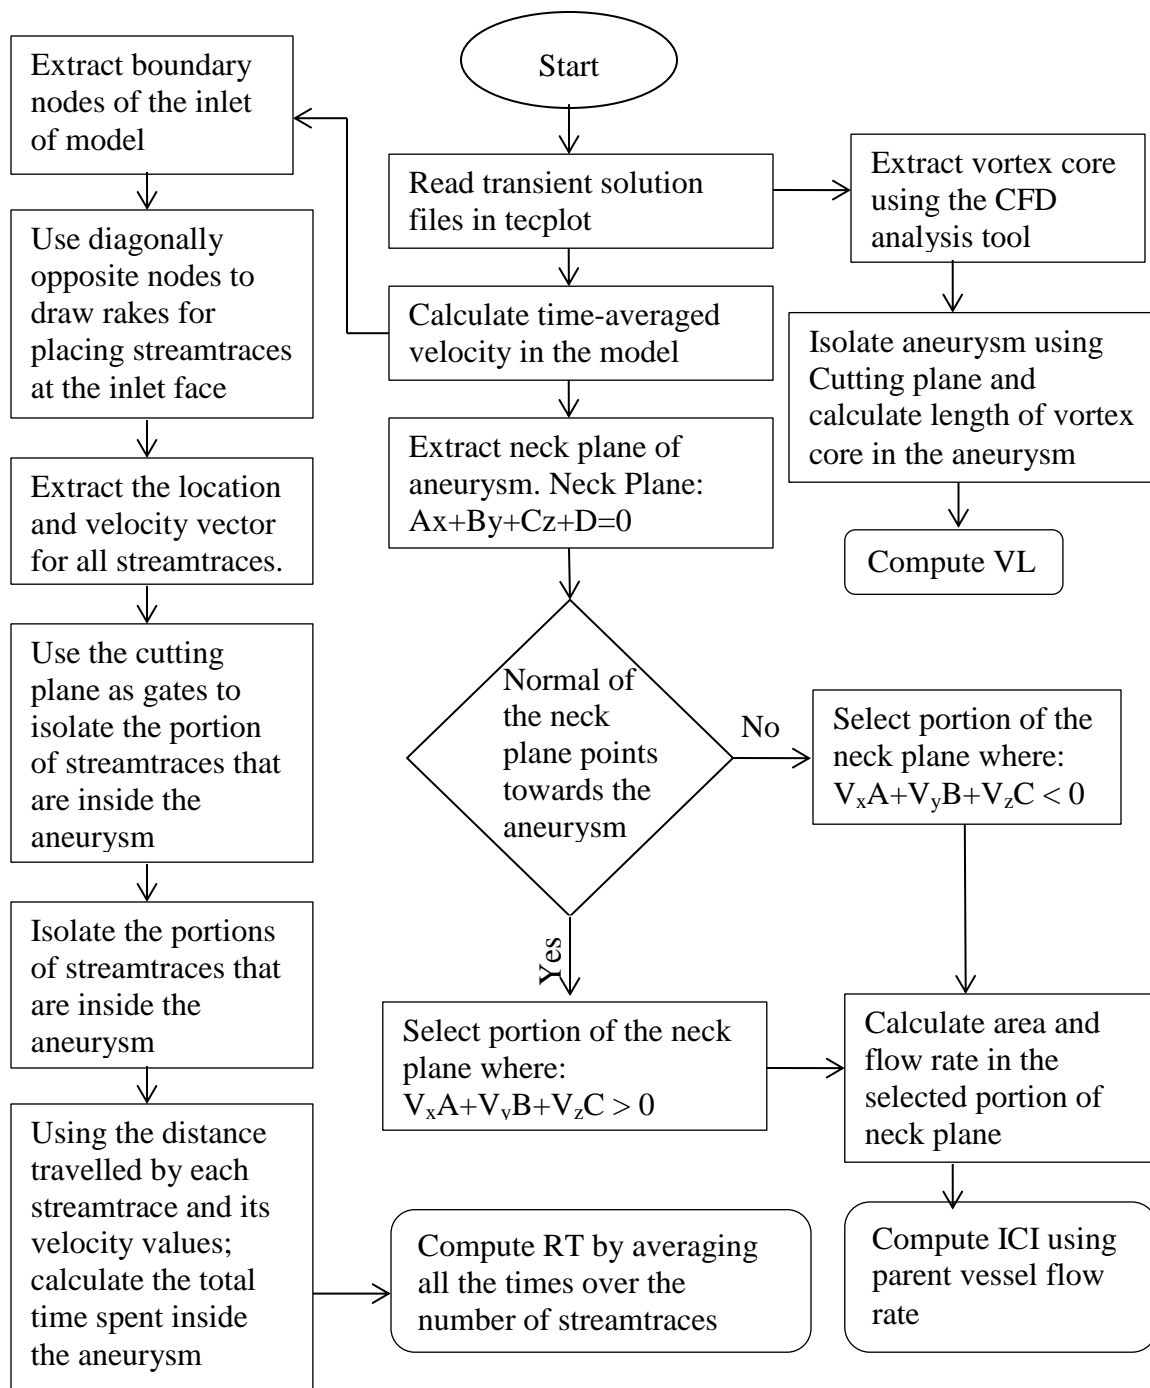 Start
Extract boundary
nodes of the inlet
of model
Read transient solution
files in tecplot
Extract vortex core
using the CFD
analysis tool
Use diagonally
opposite nodes to
draw rakes for
placing streamtraces
at the inlet face
Calculate time-averaged
velocity in the model
Isolate aneurysm using
Cutting plane and
calculate length of vortex
core in the aneurysm
Extract neck plane of
aneurysm. Neck Plane:
Ax+By+Cz+D=0
Extract the location
and velocity vector
for all streamtraces.
Compute VL
Use the cutting
plane as gates to
isolate the portion
of streamtraces that
are inside the
aneurysm
Normal of
the neck
plane points
towards the
aneurysm
No
Select portion of the
neck plane where:
VₓA+VᵧB+V_zC < 0
Isolate the portions
of streamtraces that
are inside the
aneurysm
Yes
Select portion of the neck
plane where:
VₓA+VᵧB+V_zC > 0
Calculate area and
flow rate in the
selected portion of
neck plane
Using the distance
travelled by each
streamtrace and its
velocity values;
calculate the total
time spent inside
the aneurysm
Compute RT by averaging
all the times over the
number of streamtraces
Compute ICI using
parent vessel flow
rate